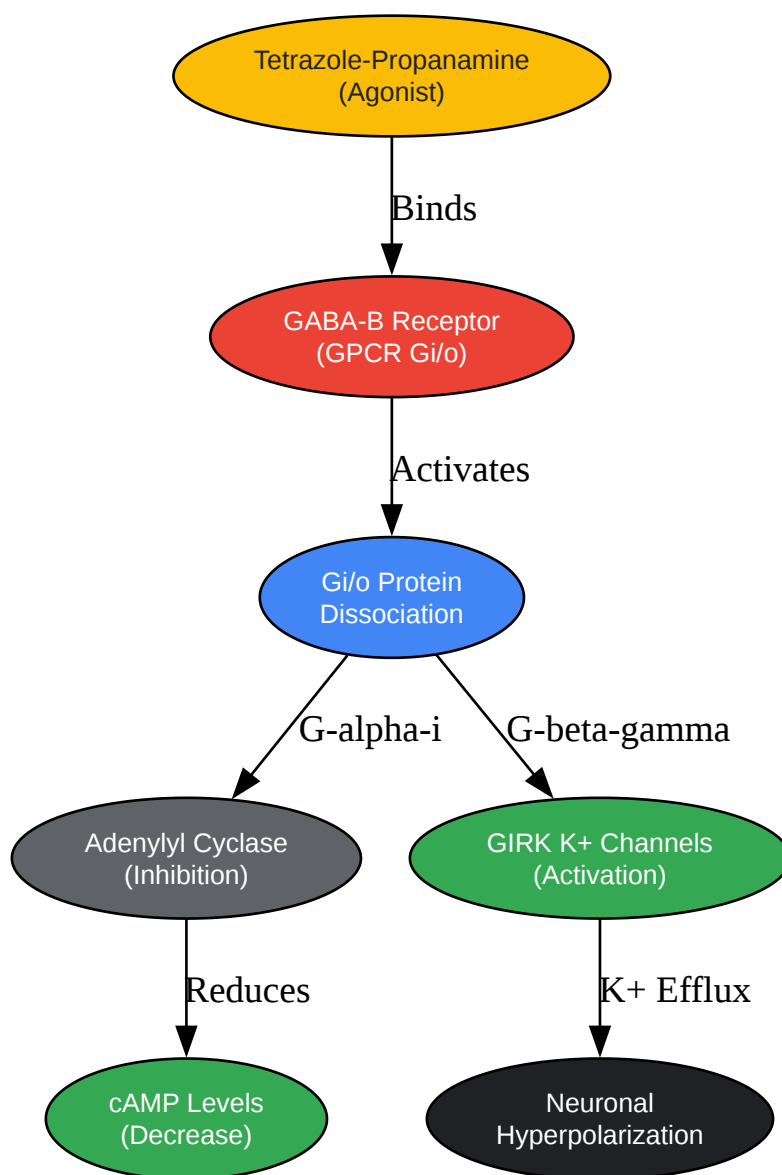 Tetrazole-Propanamine
(Agonist)
Binds
GABA-B Receptor
(GPCR Gi/o)
Activates
Gi/o Protein
Dissociation
G-alpha-i
G-beta-gamma
Adenylyl Cyclase
(Inhibition)
GIRK K+ Channels
(Activation)
Reduces
K+ Efflux
cAMP Levels
(Decrease)
Neuronal
Hyperpolarization